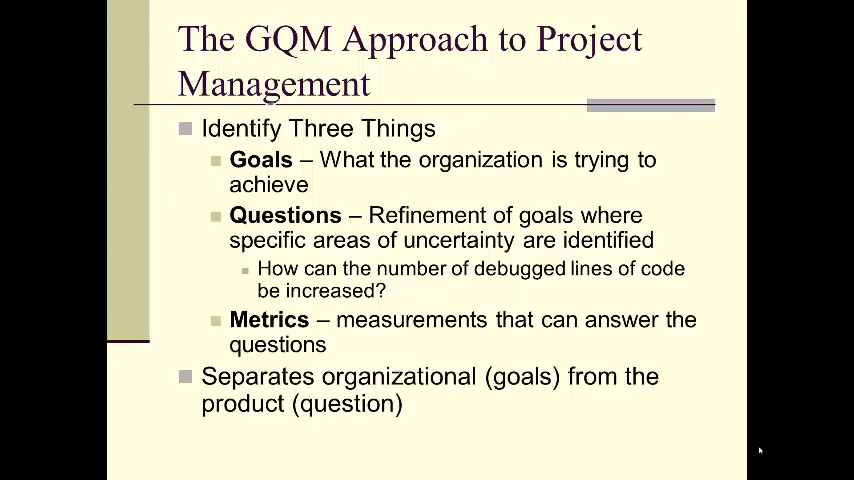 The GQM Approach to Project
Management
Identify Three Things
Goals – What the organization is trying to
achieve
Questions – Refinement of goals where
specific areas of uncertainty are identified
How can the number of debugged lines of code
be increased?
Metrics – measurements that can answer the
questions
Separates organizational (goals) from the
product (question)